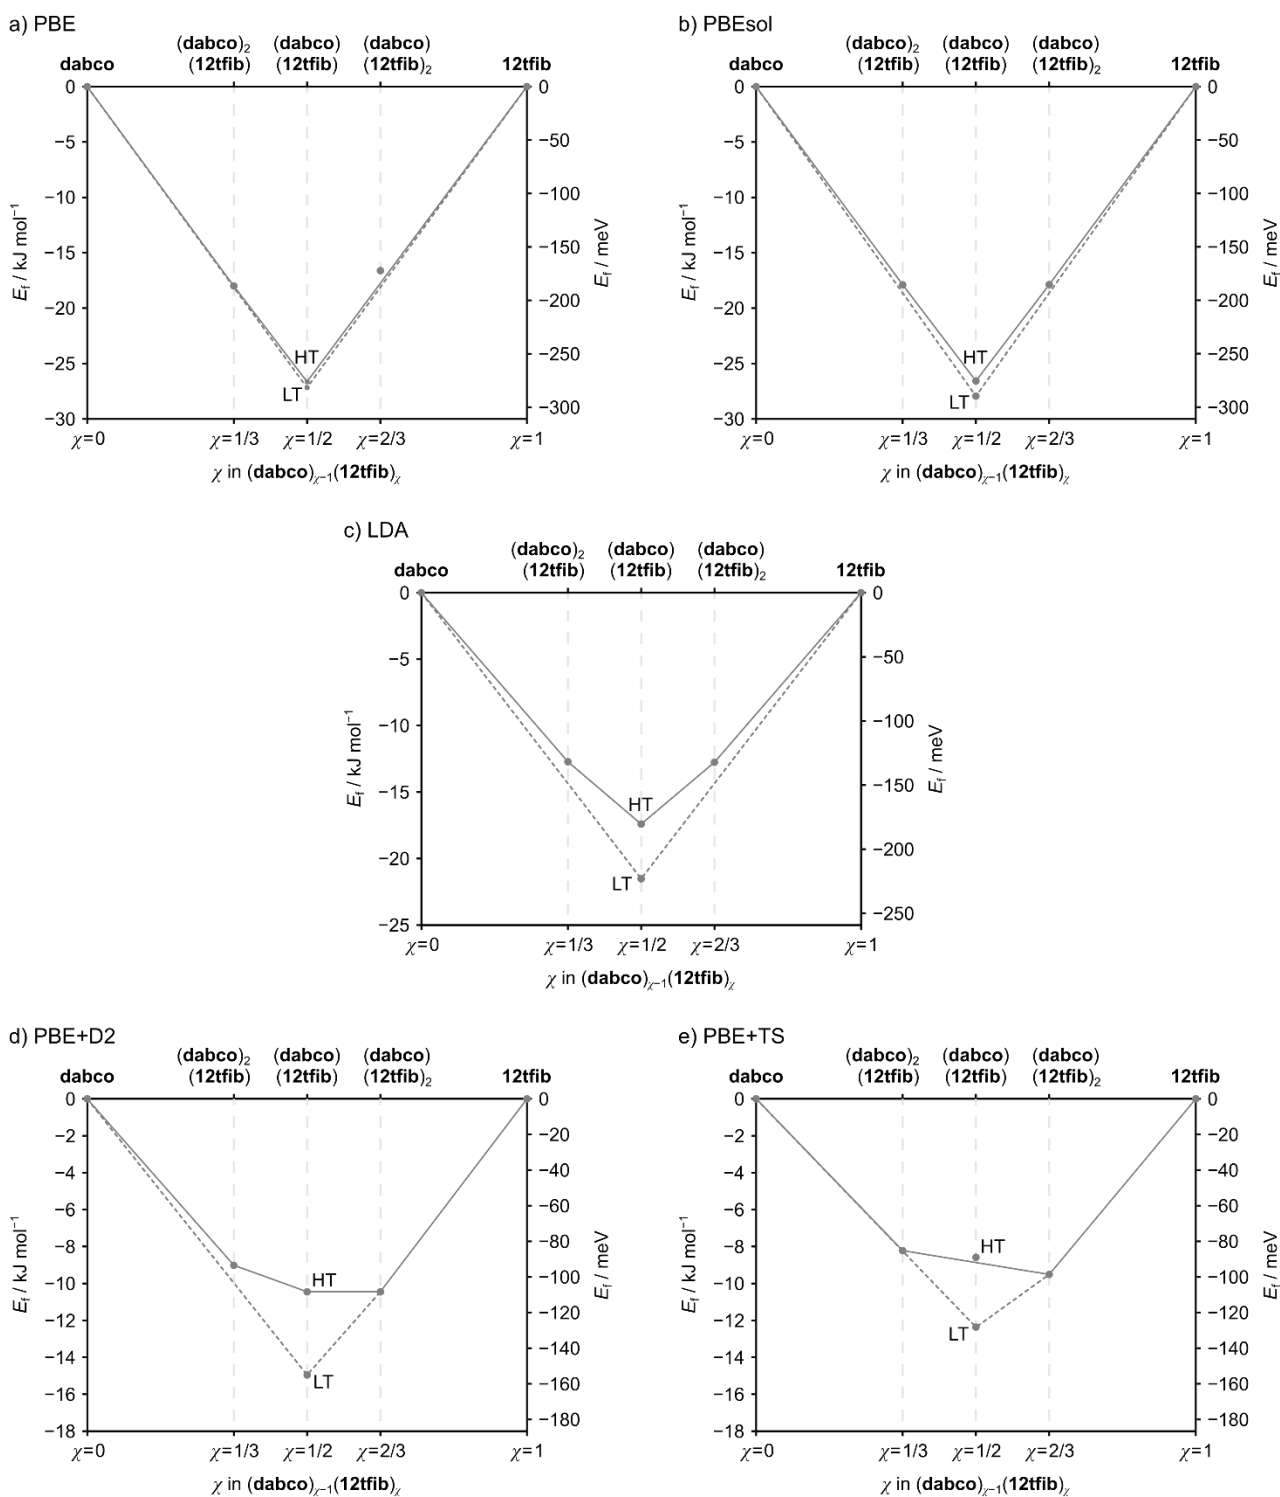 a) PBE
(dabco)₂ (dabco) (dabco)
dabco (12tfib) (12tfib) (12tfib)₂ 12tfib
0 0
−5 −50
−10 −100
−15 −150
−20 −200
−25 −250
−30 −300
Ef / kJ mol⁻¹
Ef / meV
HT
LT
χ=0 χ=1/3 χ=1/2 χ=2/3 χ=1
χ in (dabco)χ−1(12tfib)χ
b) PBEsol
(dabco)₂ (dabco) (dabco)
dabco (12tfib) (12tfib) (12tfib)₂ 12tfib
0 0
−5 −50
−10 −100
−15 −150
−20 −200
−25 −250
−30 −300
Ef / kJ mol⁻¹
Ef / meV
HT
LT
χ=0 χ=1/3 χ=1/2 χ=2/3 χ=1
χ in (dabco)χ−1(12tfib)χ
c) LDA
(dabco)₂ (dabco) (dabco)
dabco (12tfib) (12tfib) (12tfib)₂ 12tfib
0 0
−5 −50
−10 −100
−15 −150
−20 −200
−25 −250
Ef / kJ mol⁻¹
Ef / meV
HT
LT
χ=0 χ=1/3 χ=1/2 χ=2/3 χ=1
χ in (dabco)χ−1(12tfib)χ
d) PBE+D2
(dabco)₂ (dabco) (dabco)
dabco (12tfib) (12tfib) (12tfib)₂ 12tfib
0 0
−2 −20
−4 −40
−6 −60
−8 −80
−10 −100
−12 −120
−14 −140
−16 −160
−18 −180
Ef / kJ mol⁻¹
Ef / meV
HT
LT
χ=0 χ=1/3 χ=1/2 χ=2/3 χ=1
χ in (dabco)χ−1(12tfib)χ
e) PBE+TS
(dabco)₂ (dabco) (dabco)
dabco (12tfib) (12tfib) (12tfib)₂ 12tfib
0 0
−2 −20
−4 −40
−6 −60
−8 −80
−10 −100
−12 −120
−14 −140
−16 −160
−18 −180
Ef / kJ mol⁻¹
Ef / meV
HT
LT
χ=0 χ=1/3 χ=1/2 χ=2/3 χ=1
χ in (dabco)χ−1(12tfib)χ